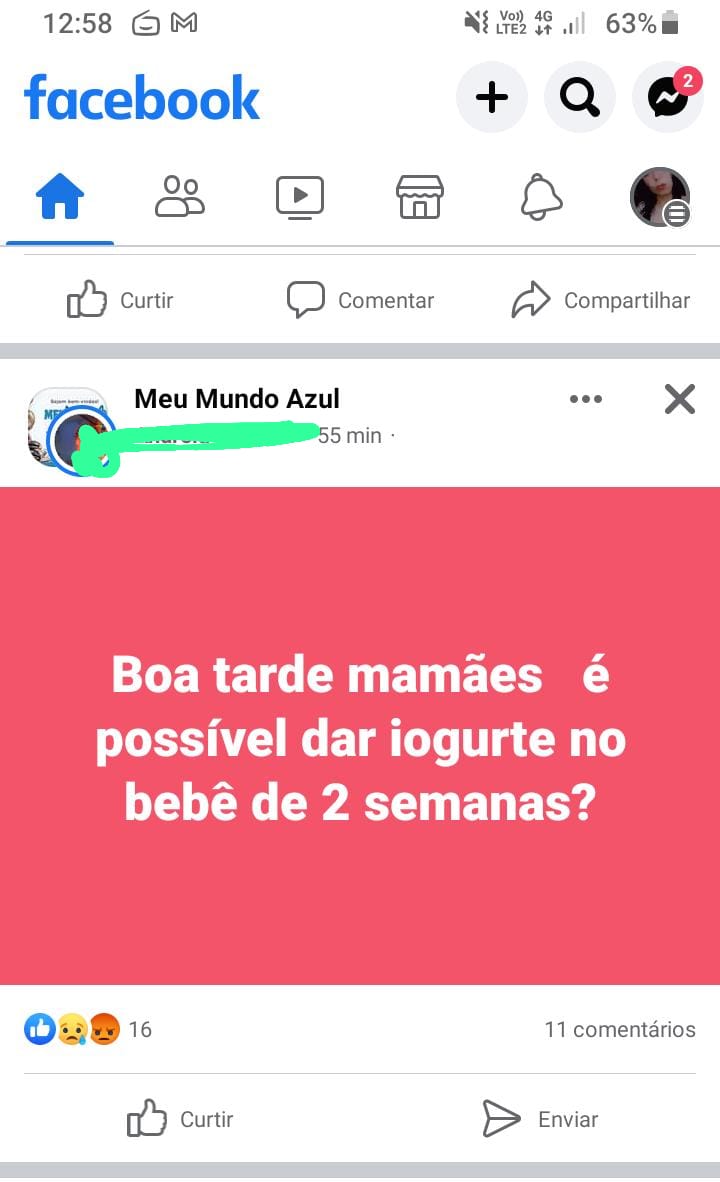 12:58 Vo)) LTE2 4G 63%
facebook
2
Curtir Comentar Compartilhar
Meu Mundo Azul
55 min ·
Boa tarde mamães é
possível dar iogurte no
bebê de 2 semanas?
16 11 comentários
Curtir Enviar